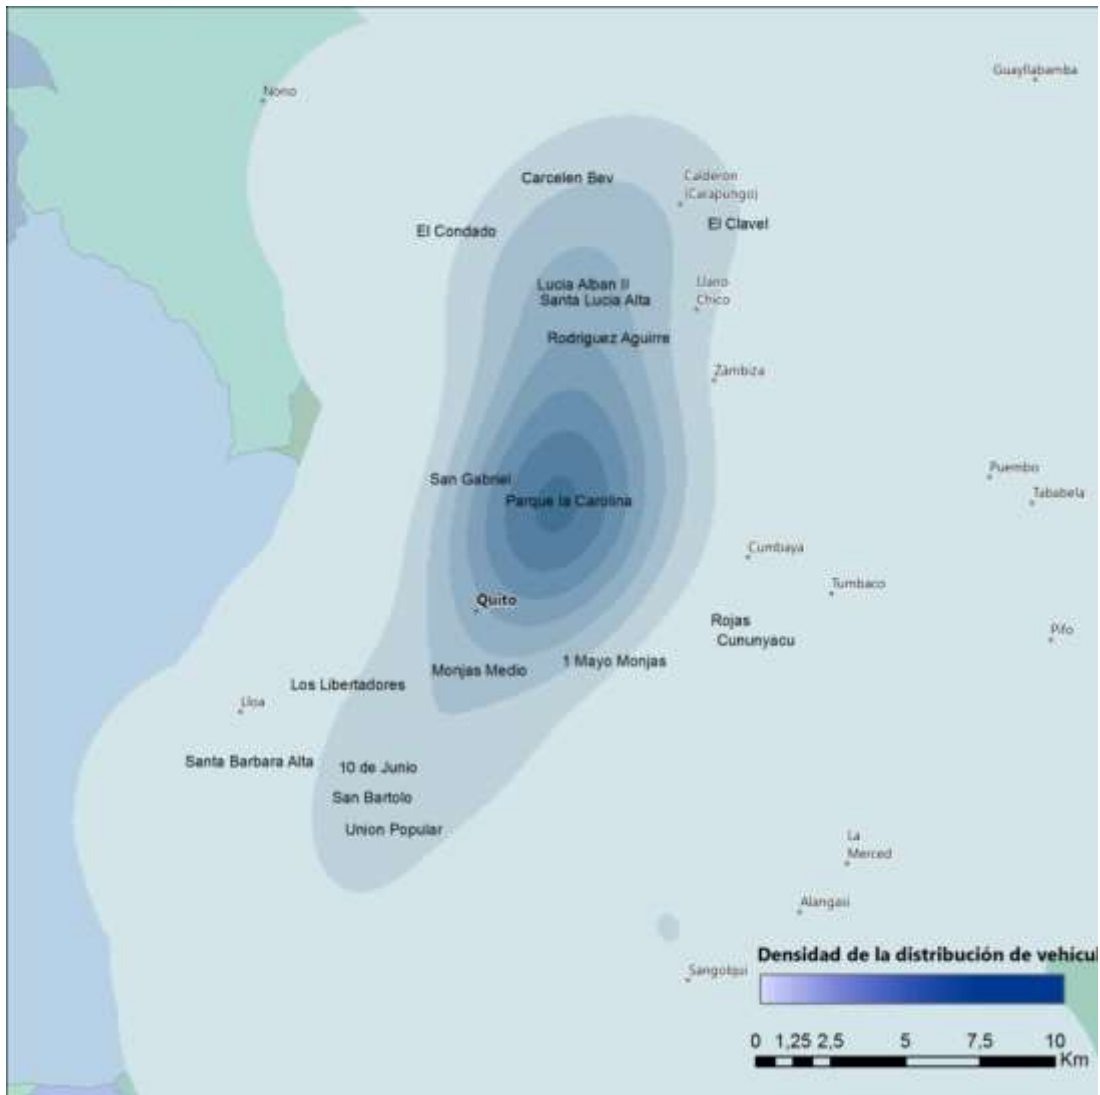 Guayllabamba
Nono
Carcelen Bev
Calderon
(Carapungo)
El Condado
El Clavel
Lucia Alban II
Santa Lucia Alta
Llano
Chico
Rodriguez Aguirre
Zámbiza
San Gabriel
Puembo
Parque la Carolina
Tababela
Cumbaya
Tumbaco
Quito
Rojas
Cununyacu
Pifo
1 Mayo Monjas
Monjas Medio
Los Libertadores
Lloa
Santa Barbara Alta
10 de Junio
San Bartolo
Union Popular
La
Merced
Alangasi
Densidad de la distribución de vehicul
Sangolqui
0 1,25 2,5 5 7,5 10
Km